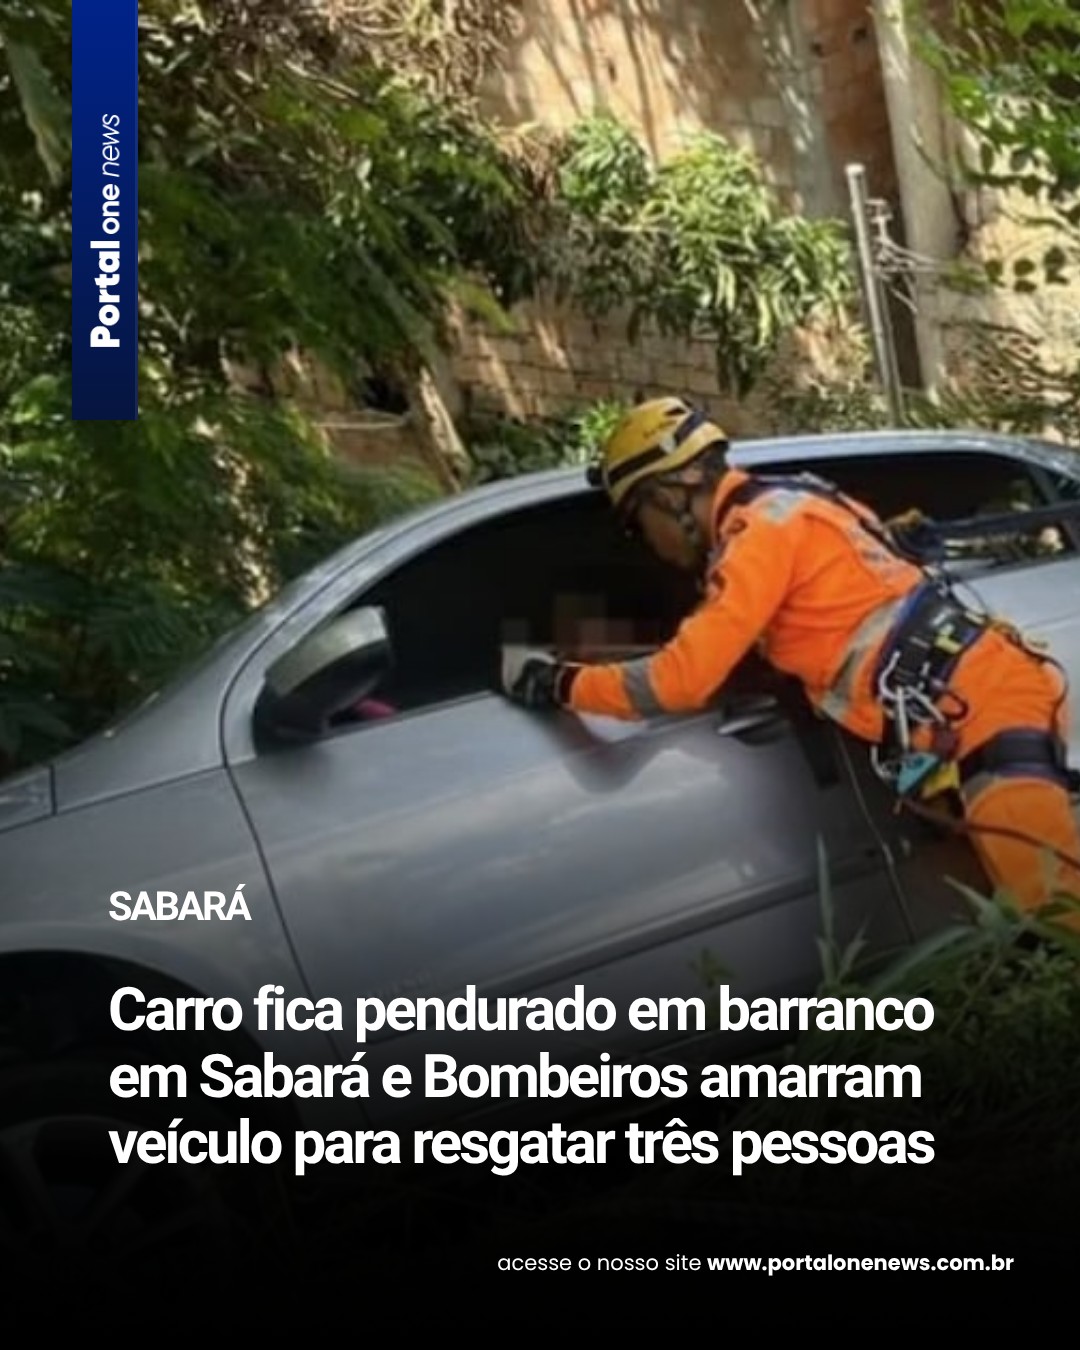 Portal one news
SABARÁ
Carro fica pendurado em barranco
em Sabará e Bombeiros amarram
veículo para resgatar três pessoas
acesse o nosso site www.portalonenews.com.br